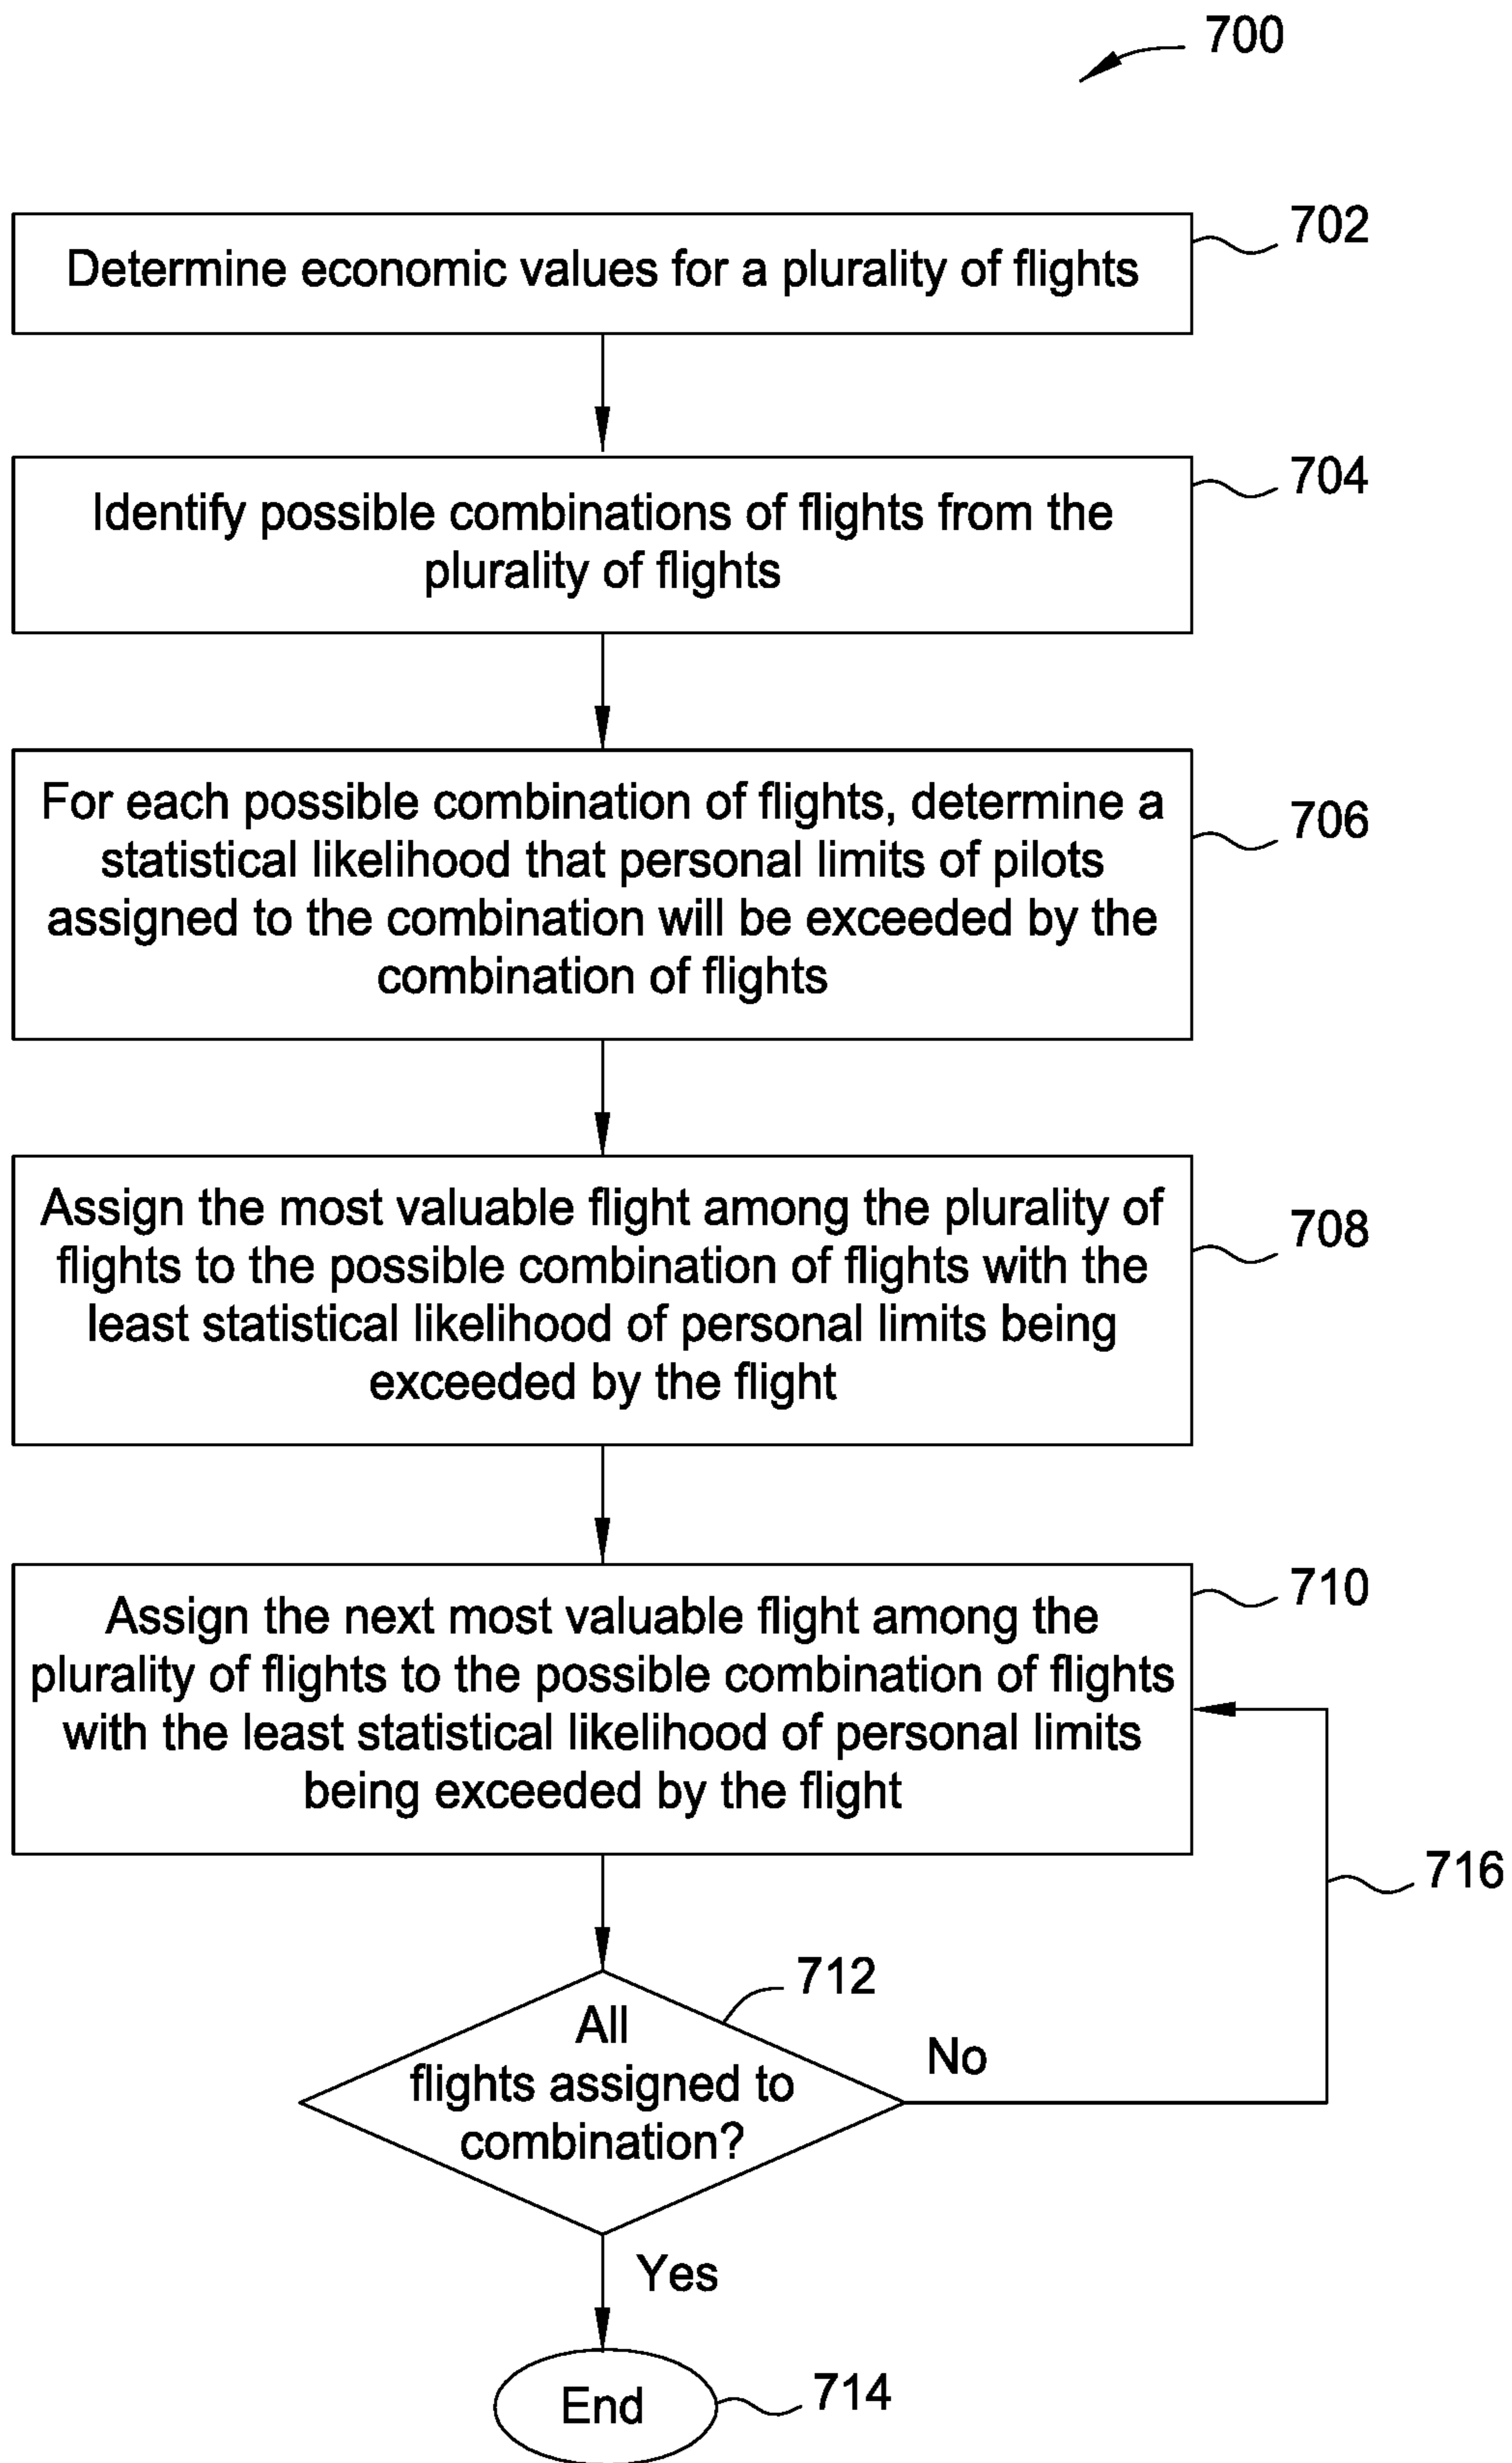 700
702
Determine economic values for a plurality of flights
704
Identify possible combinations of flights from the
plurality of flights
706
For each possible combination of flights, determine a
statistical likelihood that personal limits of pilots
assigned to the combination will be exceeded by the
combination of flights
708
Assign the most valuable flight among the plurality of
flights to the possible combination of flights with the
least statistical likelihood of personal limits being
exceeded by the flight
710
Assign the next most valuable flight among the
plurality of flights to the possible combination of flights
with the least statistical likelihood of personal limits
being exceeded by the flight
716
712
All
flights assigned to
combination?
No
Yes
End
714